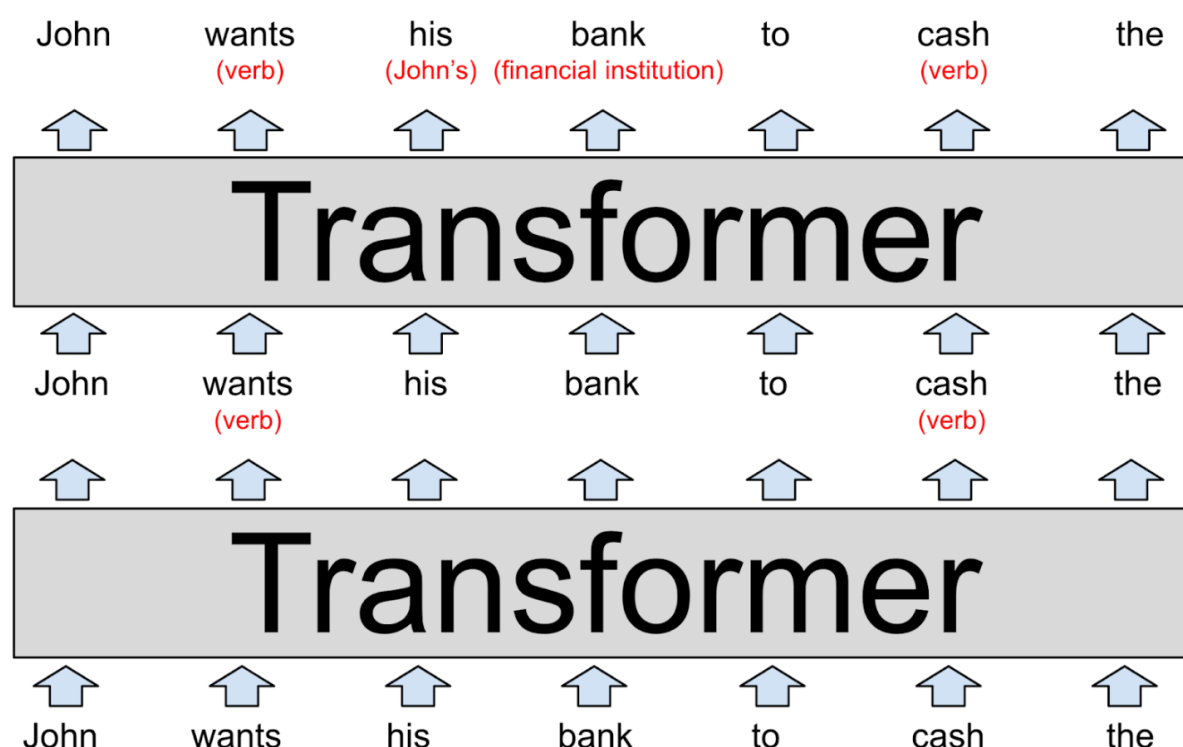 John wants his bank to cash the
(verb) (John's) (financial institution) (verb)
Transformer
John wants his bank to cash the
(verb) (verb)
Transformer
John wants his bank to cash the